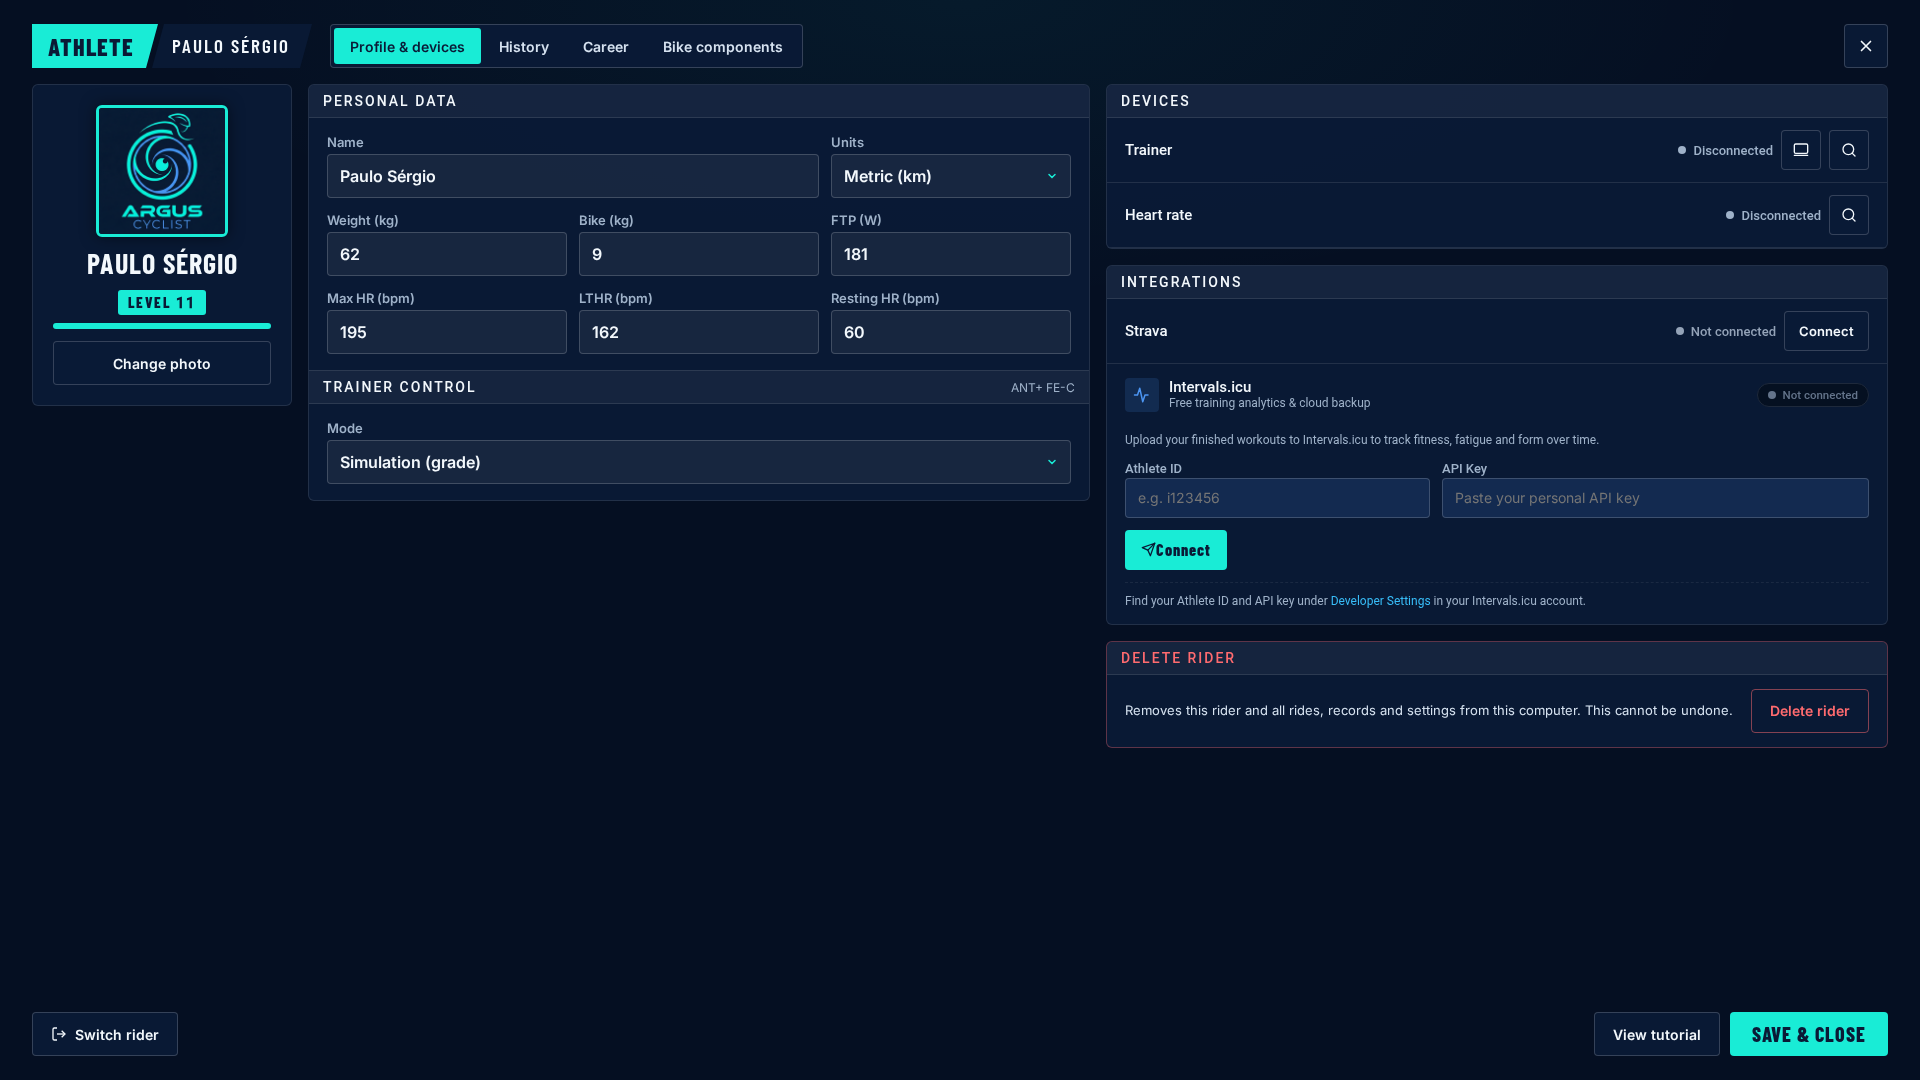 ATHLETE
PAULO SÉRGIO
Profile & devices
History
Career
Bike components
ARGUS
CYCLIST
PAULO SÉRGIO
LEVEL 11
Change photo
PERSONAL DATA
Name
Units
Paulo Sérgio
Metric (km)
Weight (kg)
Bike (kg)
FTP (W)
62
9
181
Max HR (bpm)
LTHR (bpm)
Resting HR (bpm)
195
162
60
TRAINER CONTROL
ANT+ FE-C
Mode
Simulation (grade)
DEVICES
Trainer
Disconnected
Heart rate
Disconnected
INTEGRATIONS
Strava
Not connected
Connect
Intervals.icu
Free training analytics & cloud backup
Not connected
Upload your finished workouts to Intervals.icu to track fitness, fatigue and form over time.
Athlete ID
API Key
e.g. i123456
Paste your personal API key
Connect
Find your Athlete ID and API key under Developer Settings in your Intervals.icu account.
DELETE RIDER
Removes this rider and all rides, records and settings from this computer. This cannot be undone.
Delete rider
Switch rider
View tutorial
SAVE & CLOSE